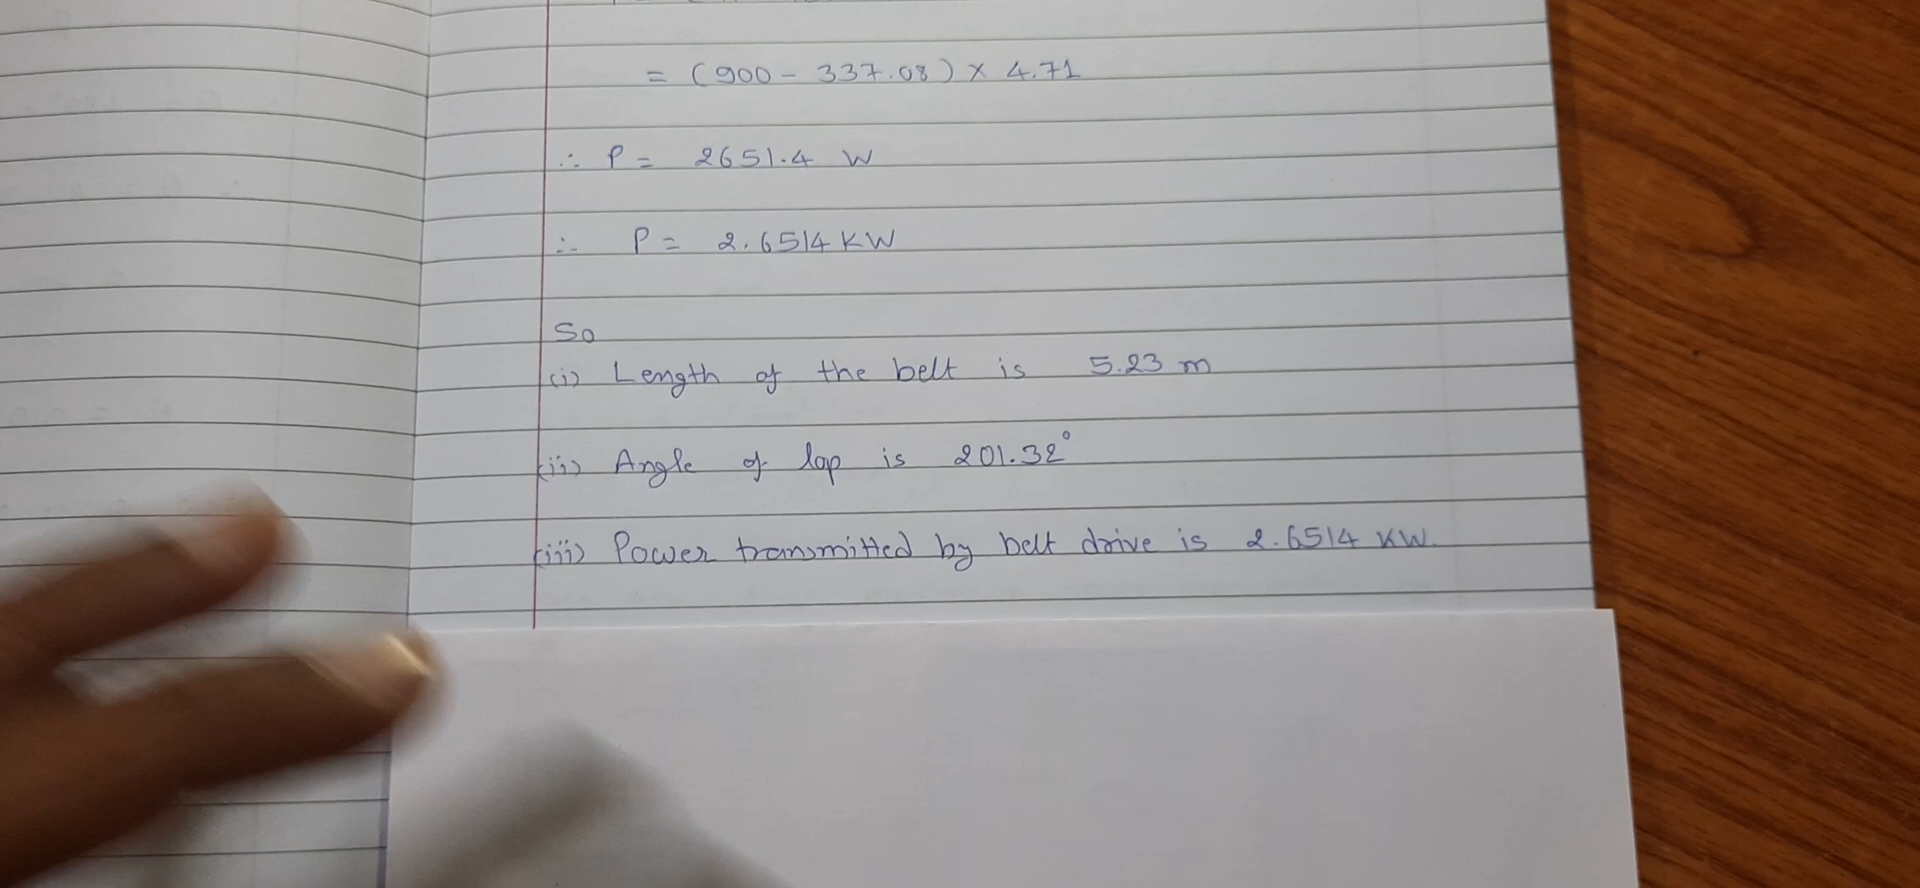 = (900 - 337.08) × 4.71
∴ P = 2651.4 W
∴ P = 2.6514 KW
So
(i) Length of the belt is 5.23 m
(ii) Angle of lap is 201.32°
(iii) Power transmitted by belt drive is 2.6514 KW.